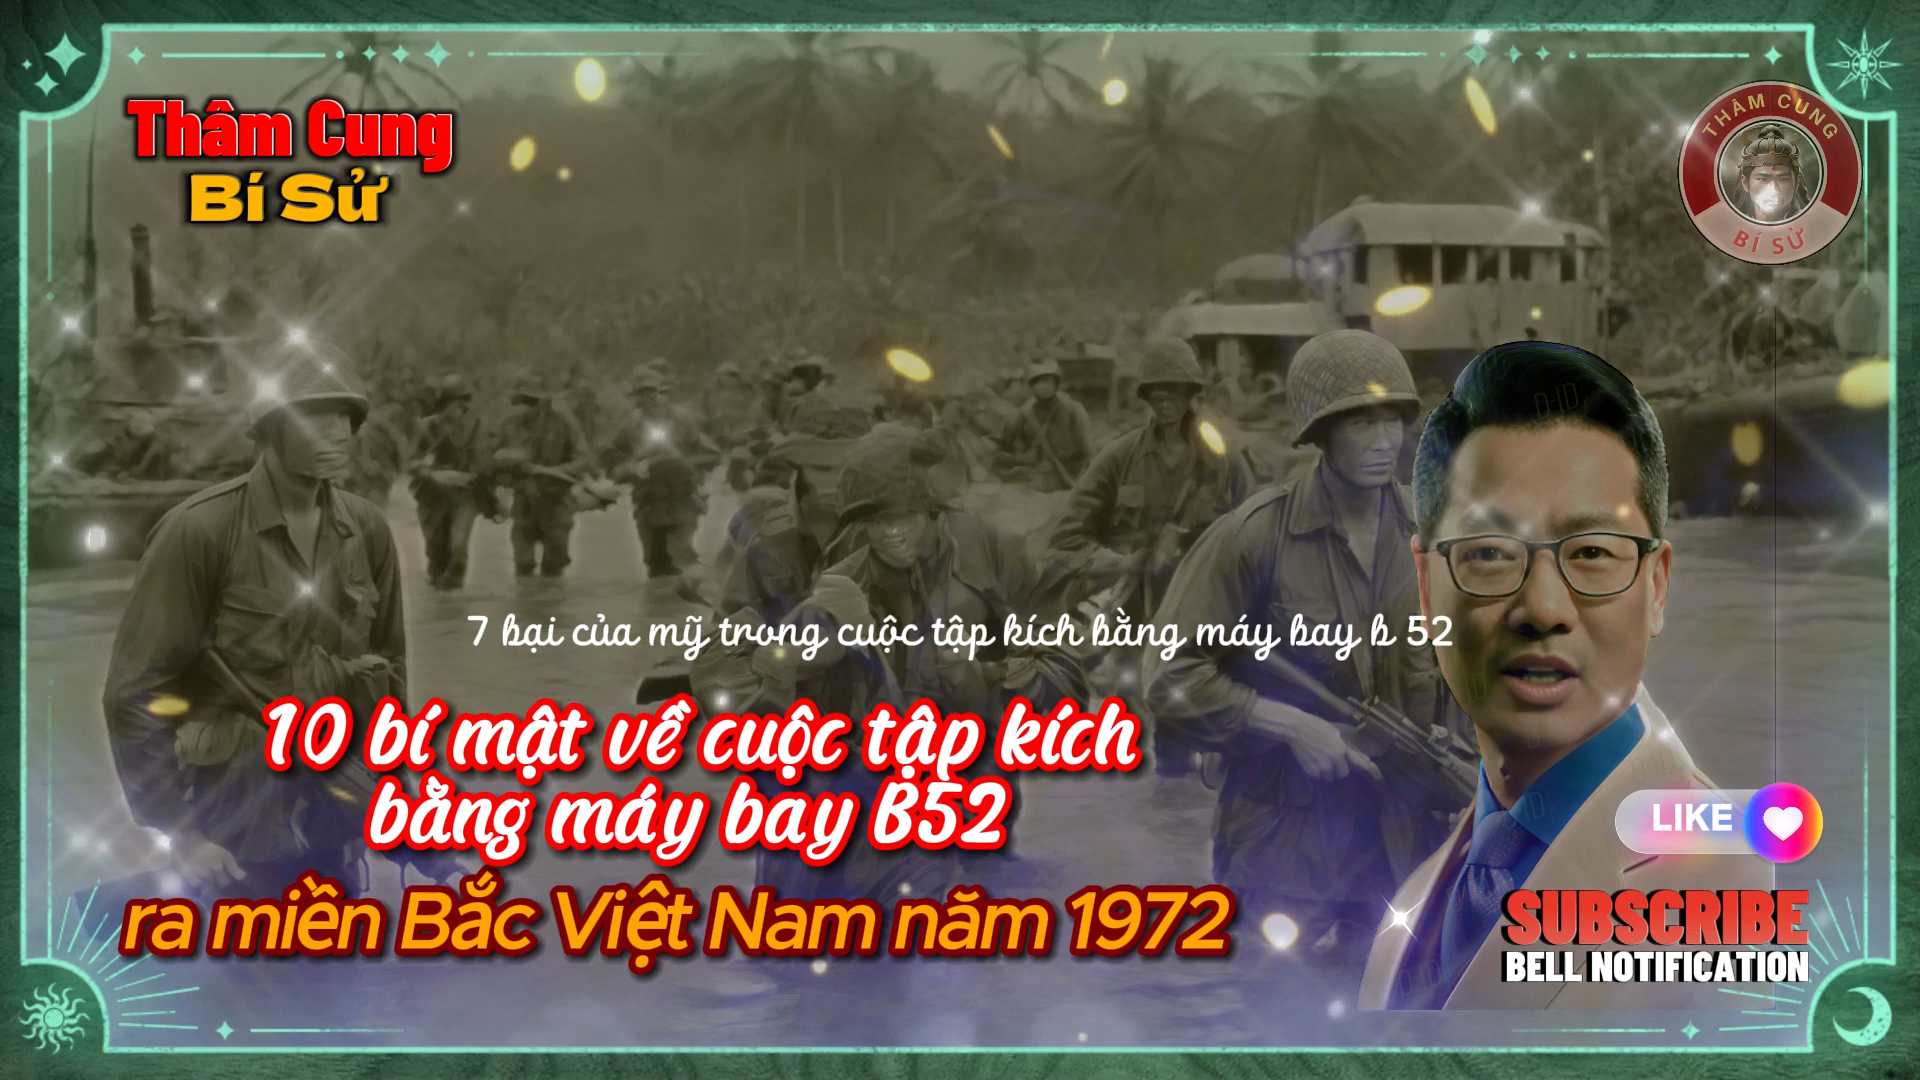 Thâm Cung
Bí Sử
THÂM CUNG
BÍ SỬ
D-ID
7 bại của mỹ trong cuộc tập kích bằng máy bay b 52
10 bí mật về cuộc tập kích
bằng máy bay B52
ra miền Bắc Việt Nam năm 1972
LIKE
SUBSCRIBE
BELL NOTIFICATION